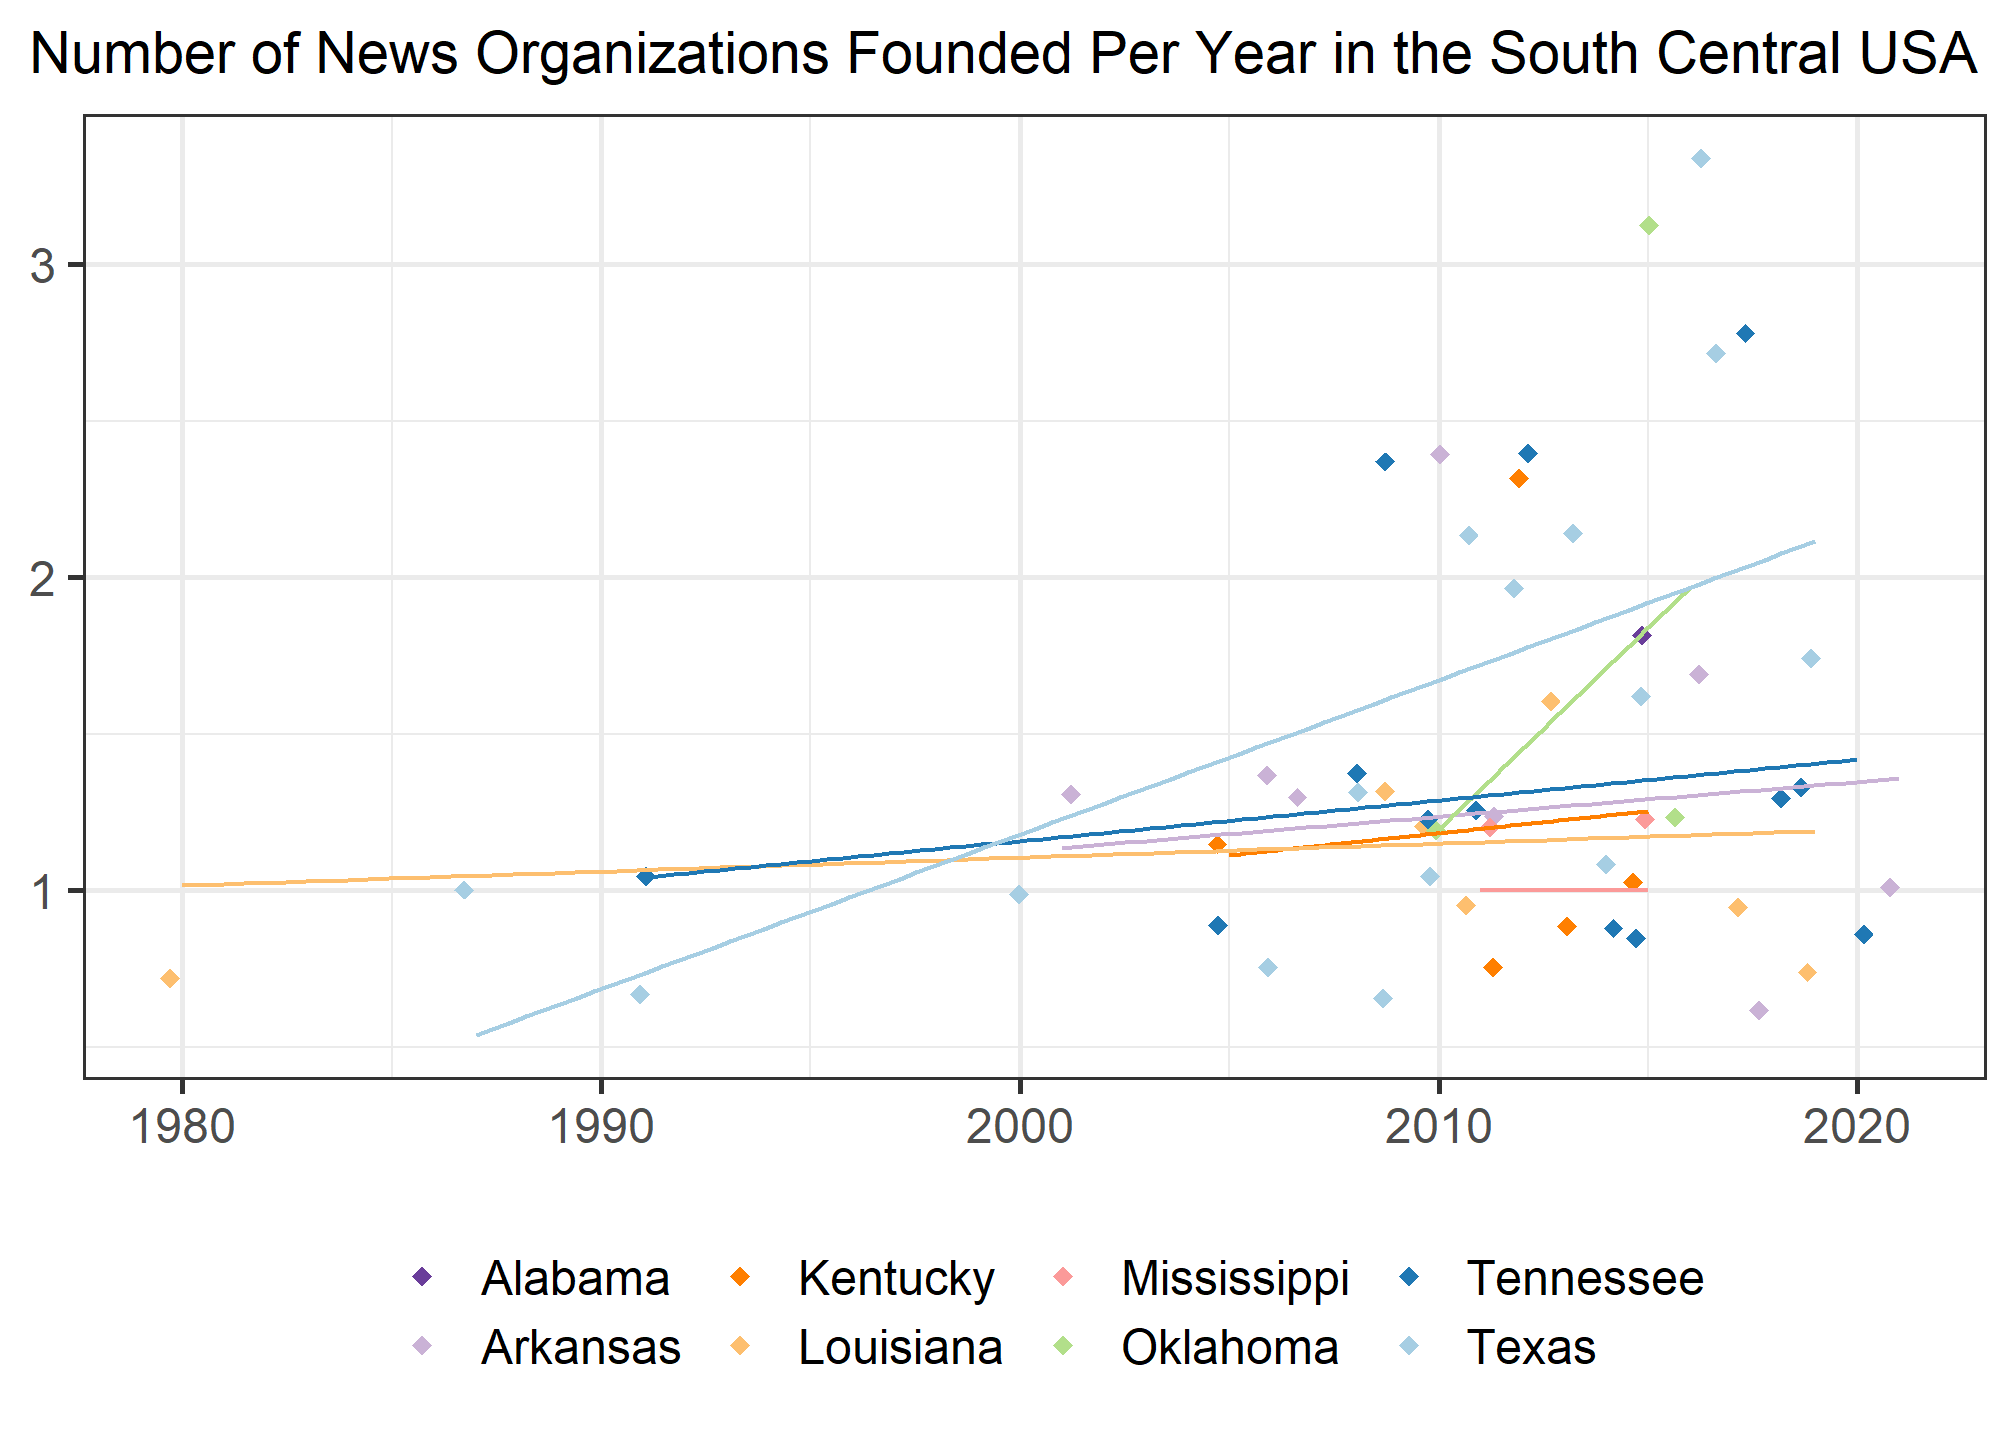 Number of News Organizations Founded Per Year in the South Central USA
3
2
1
1980 1990 2000 2010 2020
Alabama Kentucky Mississippi Tennessee
Arkansas Louisiana Oklahoma Texas